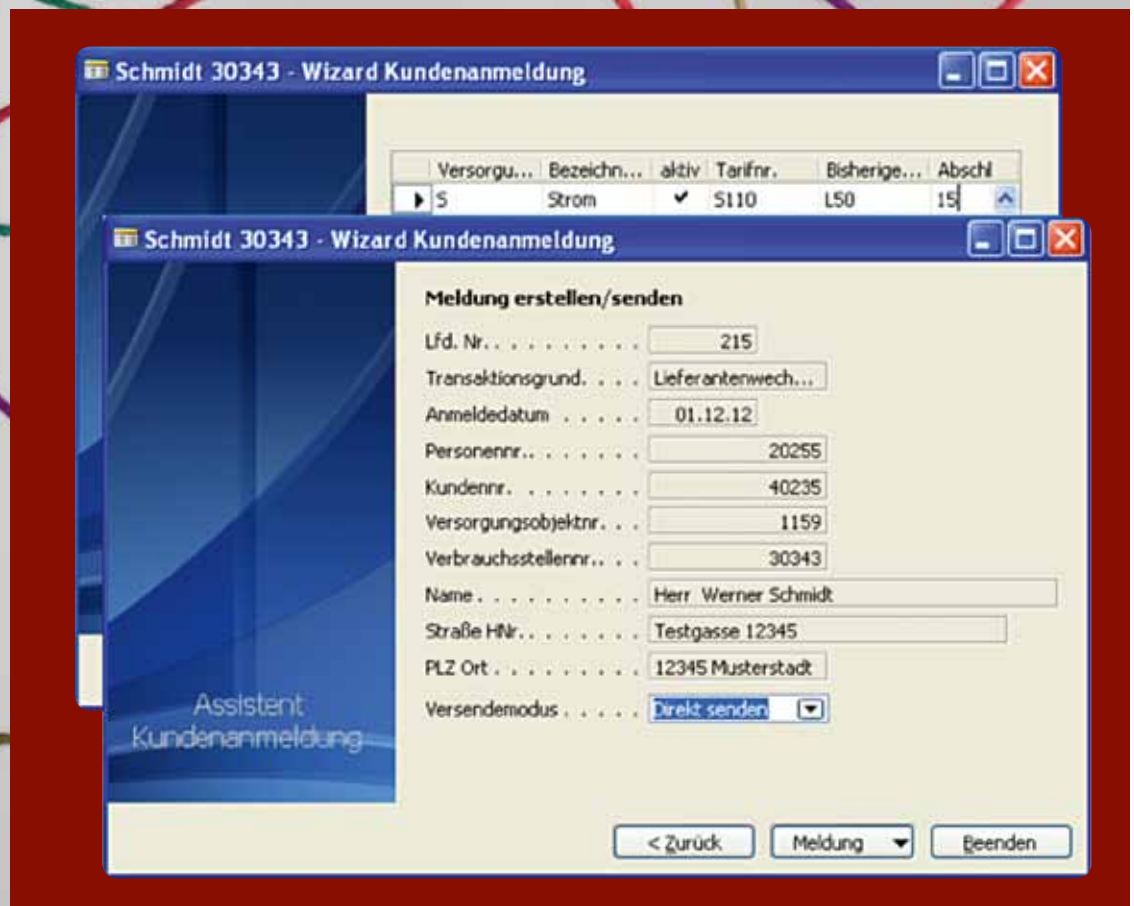 Schmidt 30343 - Wizard Kundenanmeldung
Versorgu... Bezeichn... aktiv Tarifnr. Bisherige... Abschl
S Strom ✔ S110 L50 15
Schmidt 30343 - Wizard Kundenanmeldung
Meldung erstellen/senden
Lfd. Nr. . . . . . . . . . . 215
Transaktionsgrund. . . . . Lieferantenwech...
Anmeldedatum . . . . . 01.12.12
Personennr. . . . . . . . 20255
Kundennr. . . . . . . . . 40235
Versorgungsobjektnr. . . . 1159
Verbrauchsstellennr. . . . 30343
Name . . . . . . . . . . Herr Werner Schmidt
Straße HNr. . . . . . . . Testgasse 12345
PLZ Ort . . . . . . . . . 12345 Musterstadt
Versendemodus . . . . . Direkt senden
Assistent
Kundenanmeldung
< Zurück Meldung Beenden